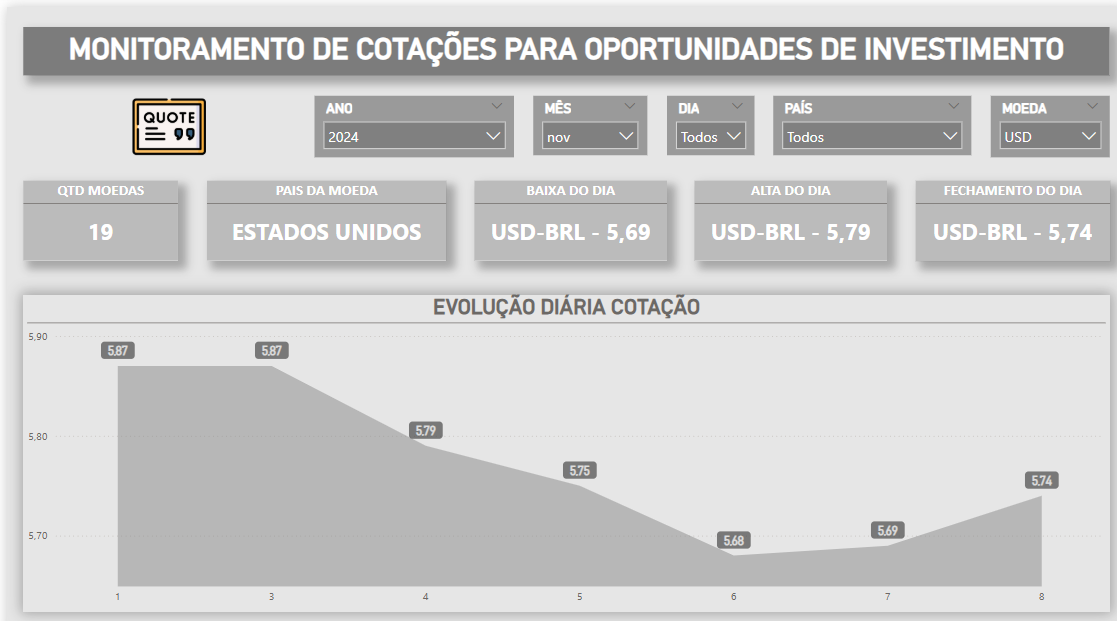 MONITORAMENTO DE COTAÇÕES PARA OPORTUNIDADES DE INVESTIMENTO
QUOTE
ANO
2024
MÊS
nov
DIA
Todos
PAÍS
Todos
MOEDA
USD
QTD MOEDAS
19
PAIS DA MOEDA
ESTADOS UNIDOS
BAIXA DO DIA
USD-BRL - 5,69
ALTA DO DIA
USD-BRL - 5,79
FECHAMENTO DO DIA
USD-BRL - 5,74
EVOLUÇÃO DIÁRIA COTAÇÃO
5,90
5,80
5,70
5,87
5,87
5,79
5,75
5,68
5,69
5,74
1 3 4 5 6 7 8